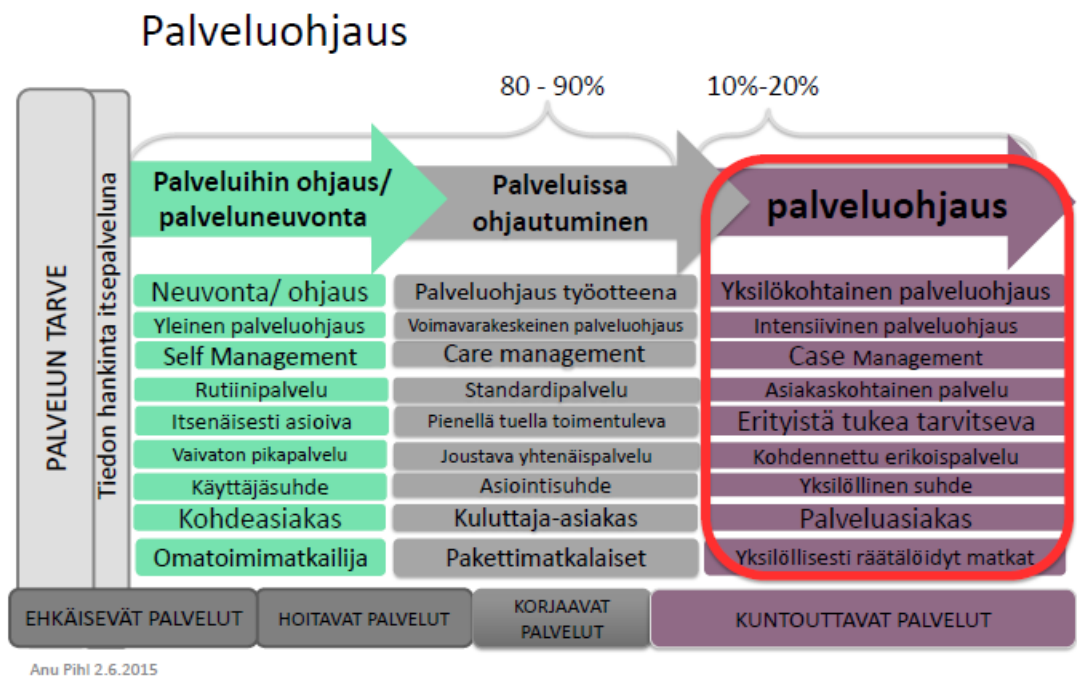 Palveluohjaus
80 - 90%
10%-20%
PALVELUN TARVE
Tiedon hankinta itsepalveluna
Palveluihin ohjaus/
palveluneuvonta
Neuvonta/ ohjaus
Yleinen palveluohjaus
Self Management
Rutiinipalvelu
Itsenäisesti asioiva
Vaivaton pikapalvelu
Käyttäjäsuhde
Kohdeasiakas
Omatoimimatkailija
Palveluissa
ohjautuminen
Palveluohjaus työotteena
Voimavarakeskeinen palveluohjaus
Care management
Standardipalvelu
Pienellä tuella toimentuleva
Joustava yhtenäispalvelu
Asiointisuhde
Kuluttaja-asiakas
Pakettimatkalaiset
palveluohjaus
Yksilökohtainen palveluohjaus
Intensiivinen palveluohjaus
Case Management
Asiakaskohtainen palvelu
Erityistä tukea tarvitseva
Kohdennettu erikoispalvelu
Yksilöllinen suhde
Palveluasiakas
Yksilöllisesti räätälöidyt matkat
EHKÄISEVÄT PALVELUT
HOITAVAT PALVELUT
KORJAAVAT
PALVELUT
KUNTOUTTAVAT PALVELUT
Anu Pihl 2.6.2015